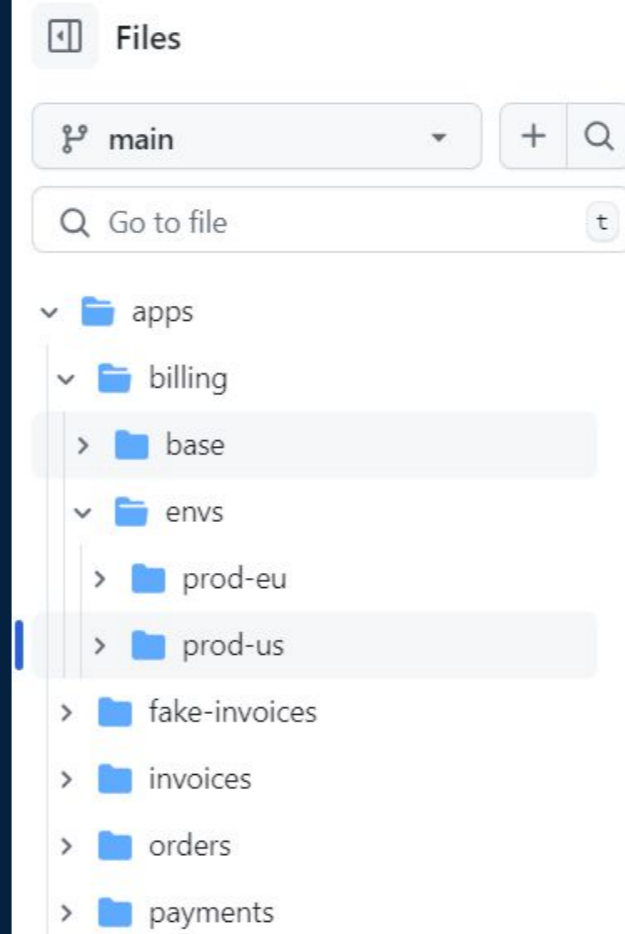 Files
main
Go to file
t
apps
billing
base
envs
prod-eu
prod-us
fake-invoices
invoices
orders
payments